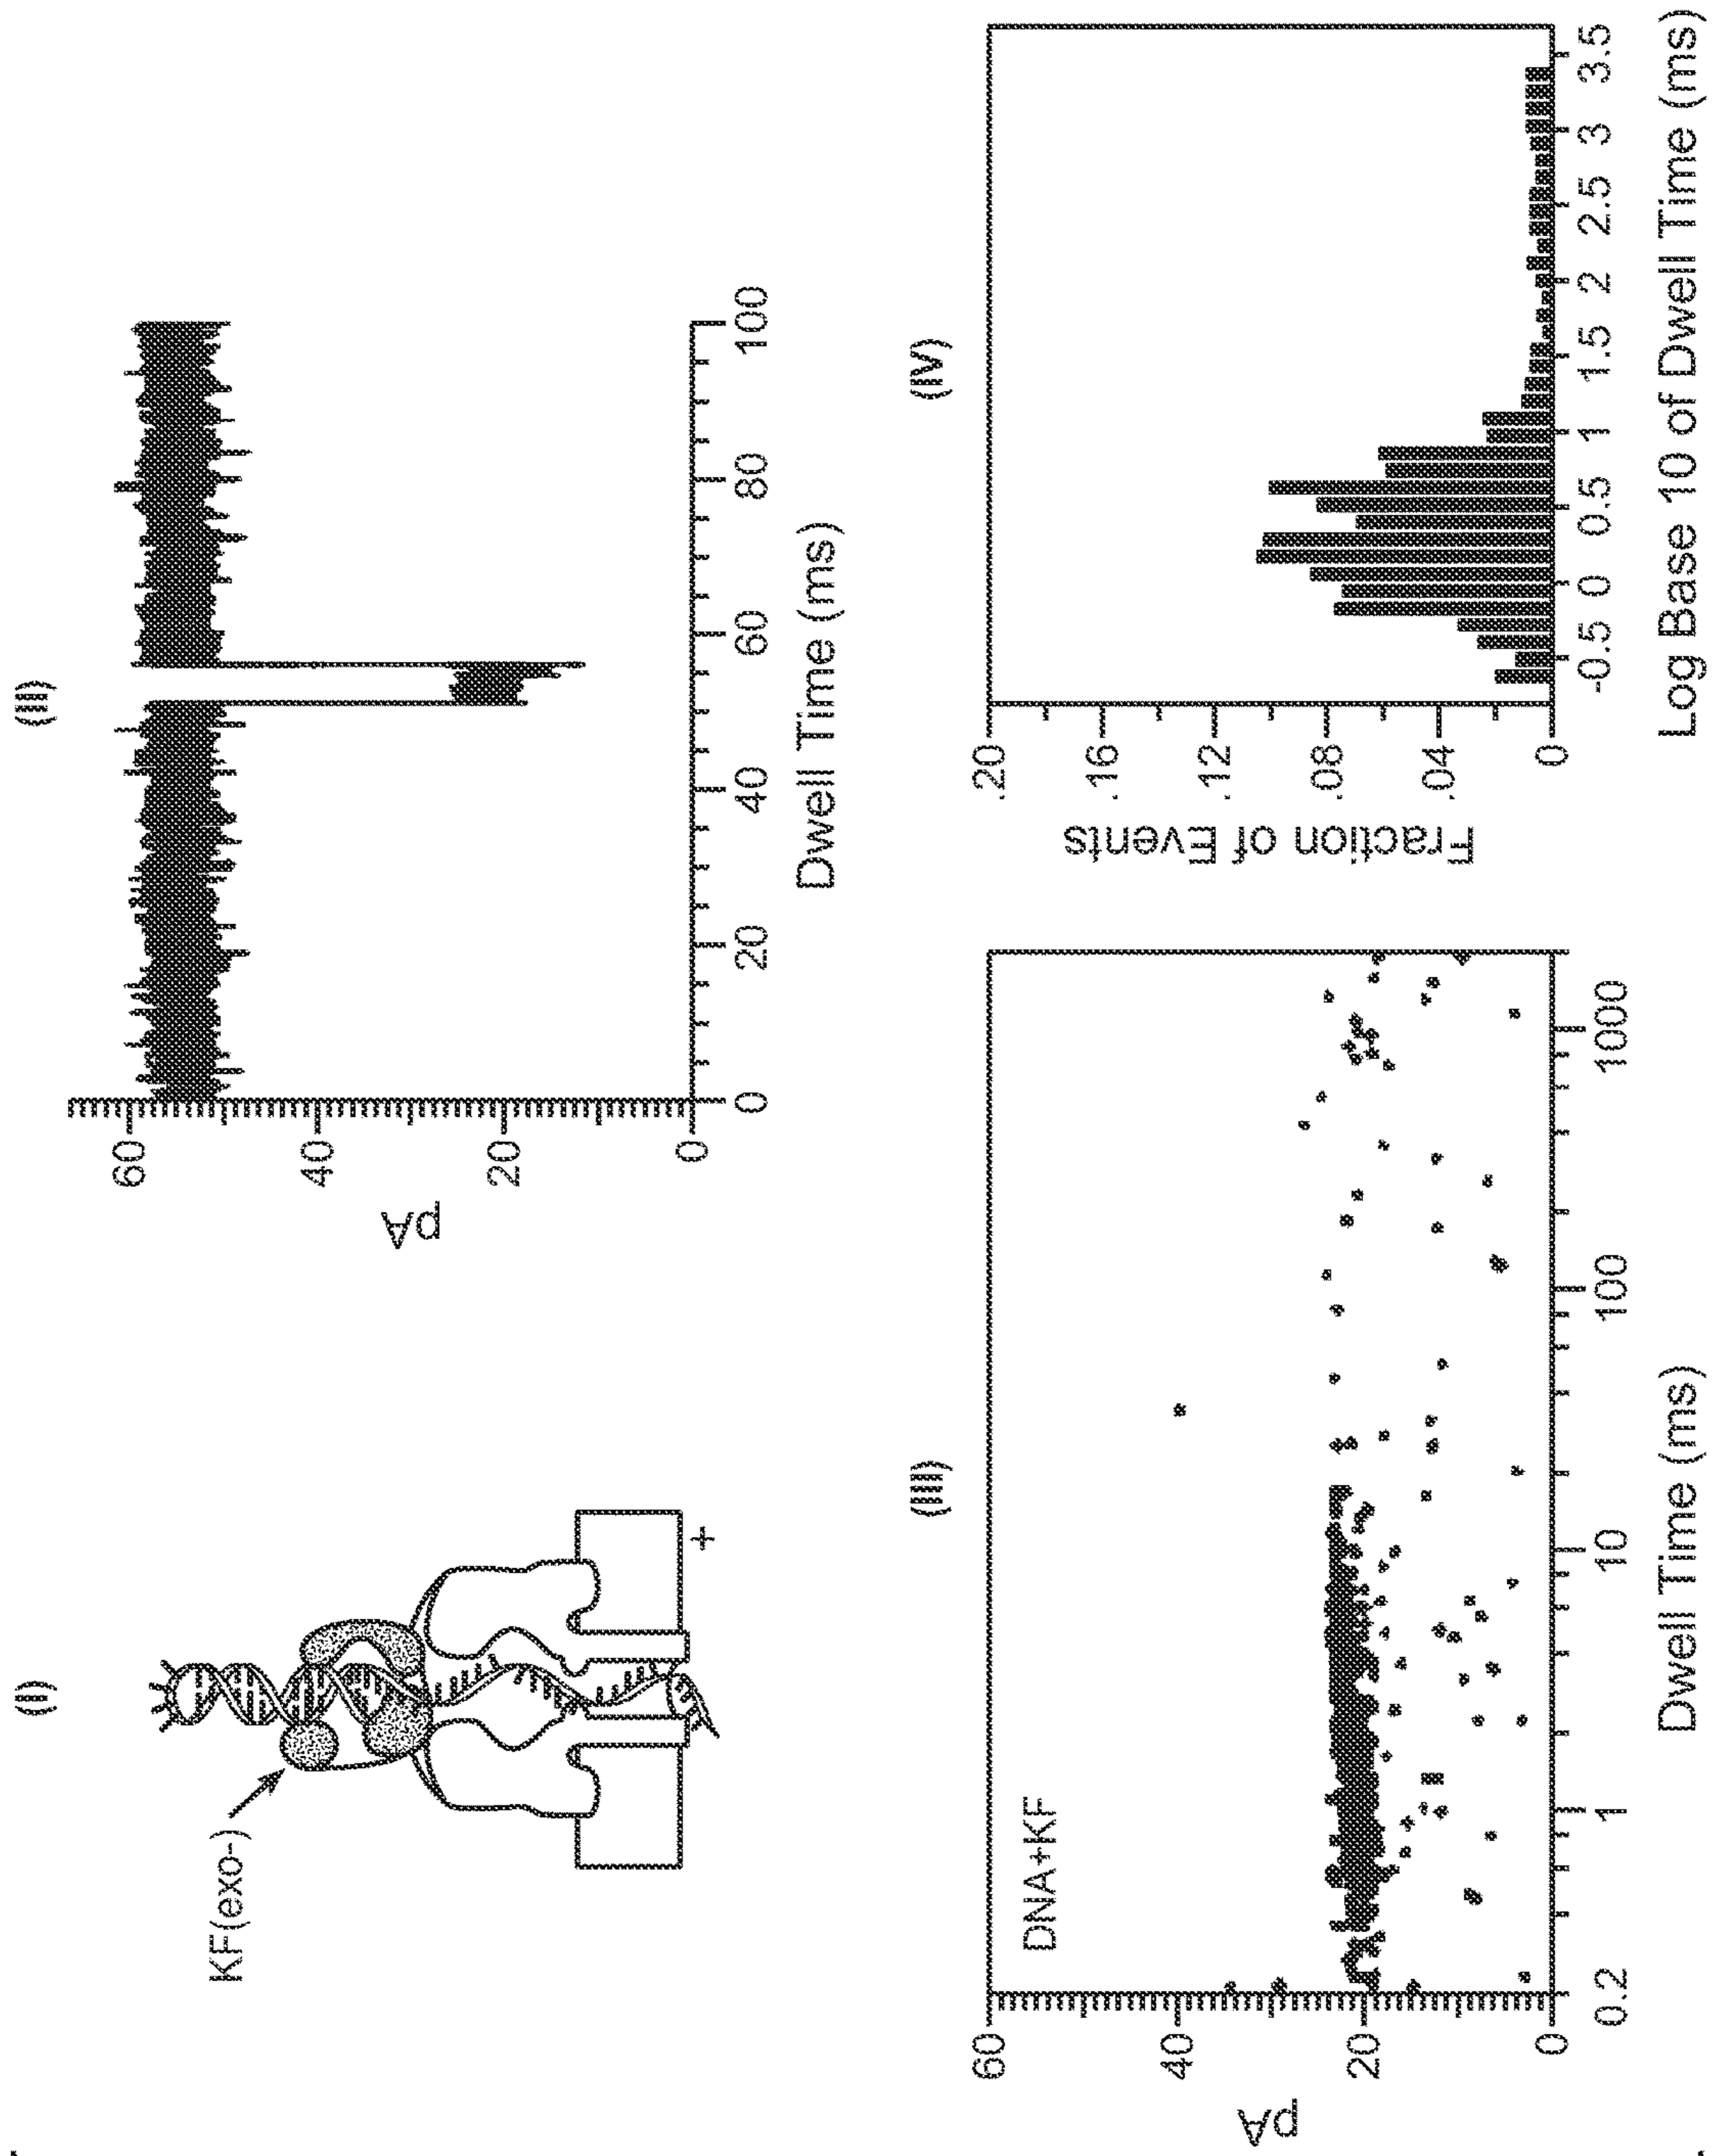 (I)
KF(exo-)
+
(II)
pA
60
40
20
0
0 20 40 60 80 100
Dwell Time (ms)
(III)
DNA+KF
pA
60
40
20
0
0.2 1 10 100 1000
Dwell Time (ms)
(IV)
Fraction of Events
.20
.16
.12
.08
.04
0
-0.5 0 0.5 1 1.5 2 2.5 3 3.5
Log Base 10 of Dwell Time (ms)